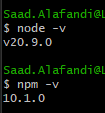 Saad.Alafandi@L
$ node -v
v20.9.0
Saad.Alafandi@L
$ npm -v
10.1.0